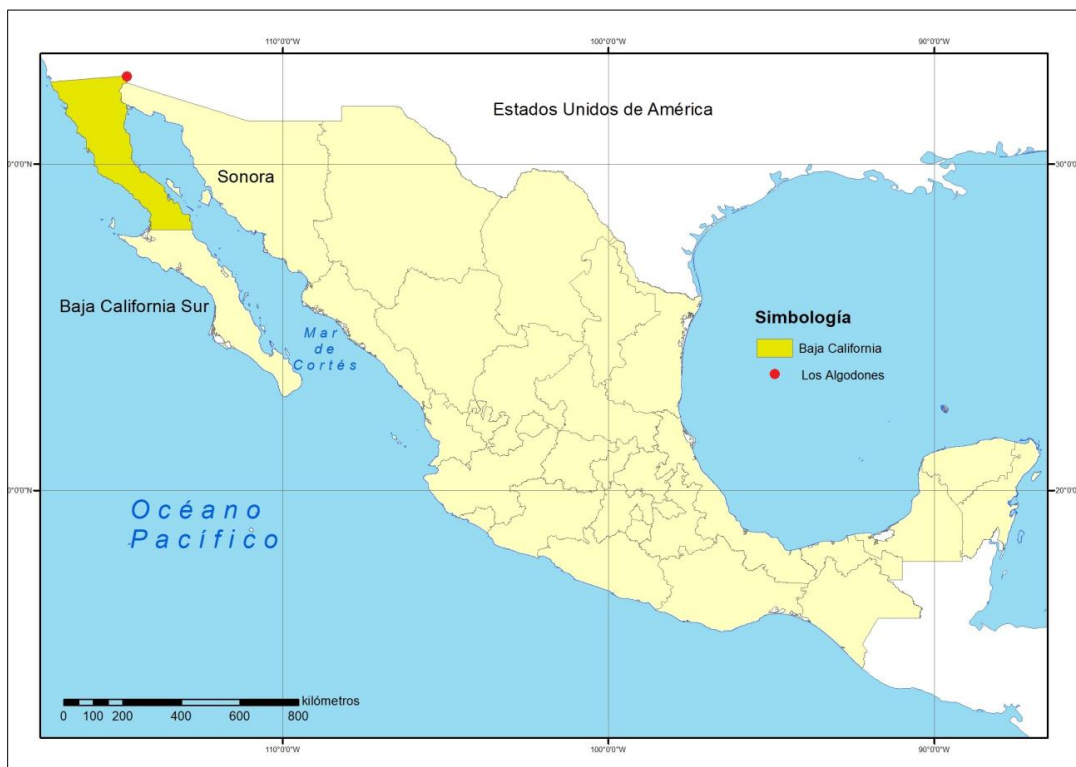 110°0'0"W 100°0'0"W 90°0'0"W
Estados Unidos de América
0°0'0"N 30°0'0"N
Sonora
Baja California Sur
Mar
de
Cortés
Simbología
Baja California
Los Algodones
0°0'0"N 20°0'0"N
Océano
Pacífico
kilómetros
0 100 200 400 600 800
110°0'0"W 100°0'0"W 90°0'0"W